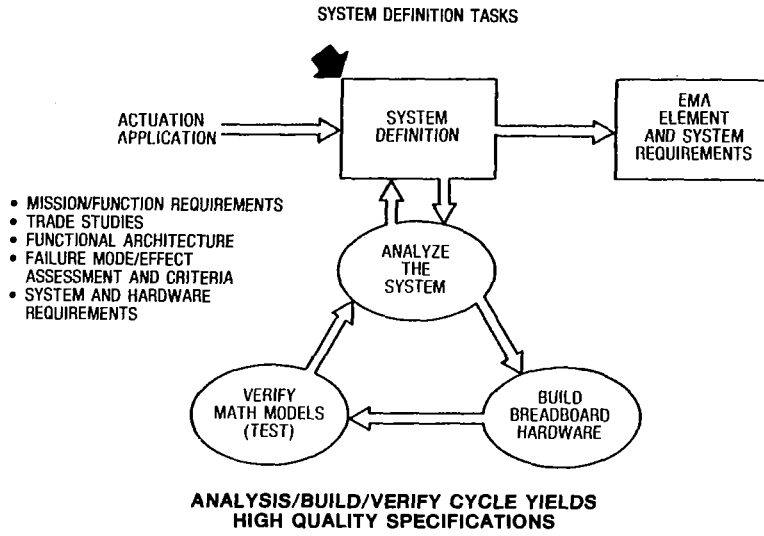 SYSTEM DEFINITION TASKS
ACTUATION
APPLICATION
SYSTEM
DEFINITION
EMA
ELEMENT
AND SYSTEM
REQUIREMENTS
• MISSION/FUNCTION REQUIREMENTS
• TRADE STUDIES
• FUNCTIONAL ARCHITECTURE
• FAILURE MODE/EFFECT
ASSESSMENT AND CRITERIA
• SYSTEM AND HARDWARE
REQUIREMENTS
ANALYZE
THE
SYSTEM
VERIFY
MATH MODELS
(TEST)
BUILD
BREADBOARD
HARDWARE
ANALYSIS/BUILD/VERIFY CYCLE YIELDS
HIGH QUALITY SPECIFICATIONS